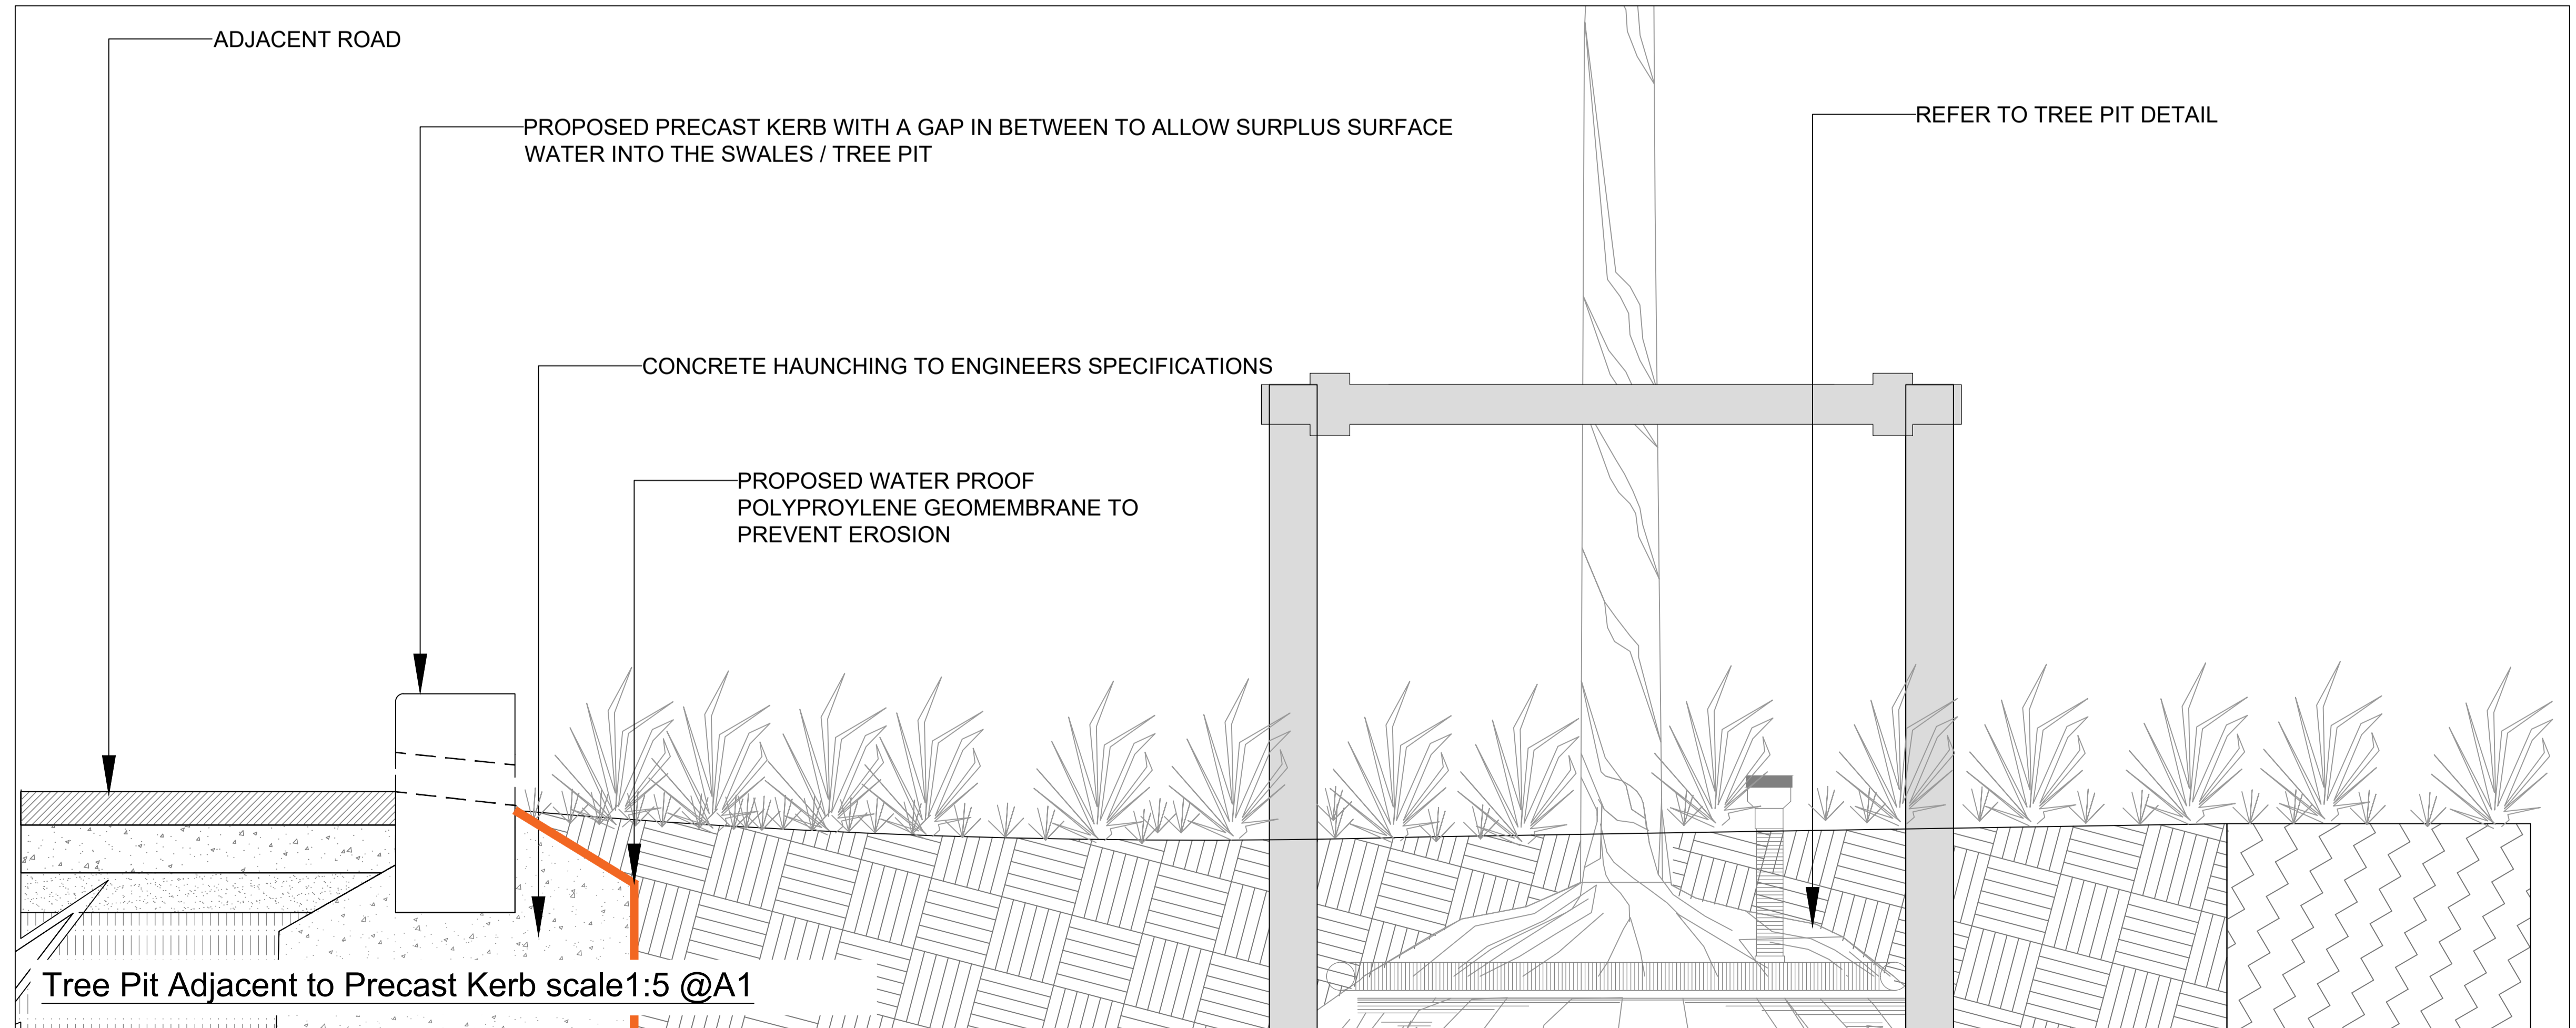 ADJACENT ROAD
PROPOSED PRECAST KERB WITH A GAP IN BETWEEN TO ALLOW SURPLUS SURFACE
WATER INTO THE SWALES / TREE PIT
REFER TO TREE PIT DETAIL
CONCRETE HAUNCHING TO ENGINEERS SPECIFICATIONS
PROPOSED WATER PROOF
POLYPROYLENE GEOMEMBRANE TO
PREVENT EROSION
Tree Pit Adjacent to Precast Kerb scale1:5 @A1